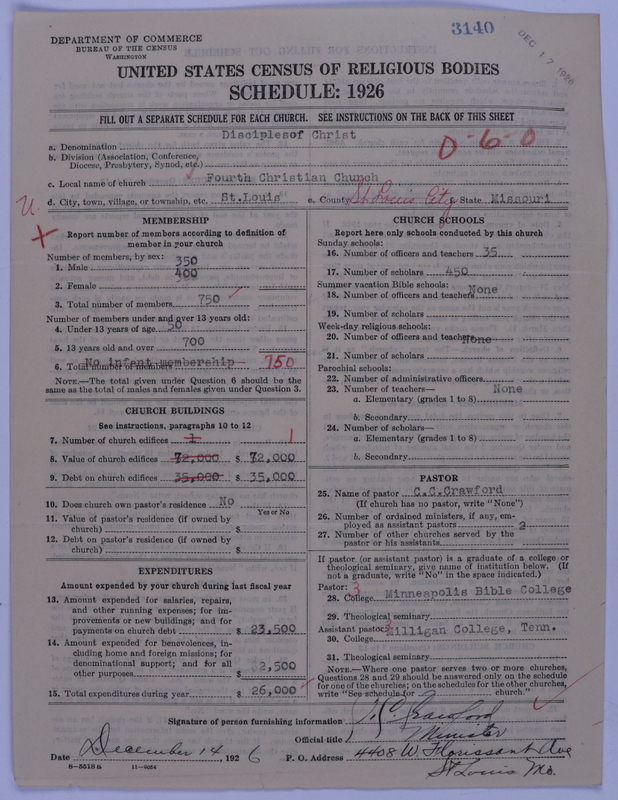 3140
DEC 17 1926
DEPARTMENT OF COMMERCE
BUREAU OF THE CENSUS
WASHINGTON
UNITED STATES CENSUS OF RELIGIOUS BODIES
SCHEDULE: 1926
FILL OUT A SEPARATE SCHEDULE FOR EACH CHURCH. SEE INSTRUCTIONS ON THE BACK OF THIS SHEET
a. Denomination Disciplesof Christ
0-6-0
b. Division (Association, Conference, Diocese, Presbytery, Synod, etc.)
c. Local name of church Fourth Christian Church
d. City, town, village, or township, etc. St.Louis e. County St Louis City State Missouri
U.
X
MEMBERSHIP
Report number of members according to definition of
member in your church
Number of members, by sex:
1. Male 350
400
2. Female
3. Total number of members 750
Number of members under and over 13 years old:
4. Under 13 years of age 50
5. 13 years old and over 700
6. Total number of members No infant membership 750
NOTE.—The total given under Question 6 should be the
same as the total of males and females given under Question 3.
CHURCH BUILDINGS
See instructions, paragraphs 10 to 12
7. Number of church edifices 1 1
8. Value of church edifices 72,000 $ 72,000
9. Debt on church edifices 35,000 $ 35,000
10. Does church own pastor's residence No
Yes or No
11. Value of pastor's residence (if owned by
church) $
12. Debt on pastor's residence (if owned by
church) $
EXPENDITURES
Amount expended by your church during last fiscal year
13. Amount expended for salaries, repairs,
and other running expenses; for im-
provements or new buildings; and for
payments on church debt $ 23,500
14. Amount expended for benevolences, in-
cluding home and foreign missions; for
denominational support; and for all
other purposes $ 2,500
15. Total expenditures during year $ 26,000
CHURCH SCHOOLS
Report here only schools conducted by this church
Sunday schools:
16. Number of officers and teachers 35
17. Number of scholars 450
Summer vacation Bible schools:
18. Number of officers and teachers None
19. Number of scholars
Week-day religious schools:
20. Number of officers and teachers None
21. Number of scholars
Parochial schools:
22. Number of administrative officers
23. Number of teachers— None
a. Elementary (grades 1 to 8)
b. Secondary
24. Number of scholars—
a. Elementary (grades 1 to 8)
b. Secondary
PASTOR
25. Name of pastor C.C.Crawford
(If church has no pastor, write "None")
26. Number of ordained ministers, if any, em-
ployed as assistant pastors 2
27. Number of other churches served by the
pastor or his assistants
If pastor (or assistant pastor) is a graduate of a college or
theological seminary, give name of institution below. (If
not a graduate, write "No" in the space indicated.)
Pastor: 3
28. College Minneapolis Bible College
29. Theological seminary
Assistant pastor: 3
30. College Milligan College, Tenn.
31. Theological seminary
NOTE.—Where one pastor serves two or more churches,
Questions 28 and 29 should be answered only on the schedule
for one of the churches; on the schedules for the other churches,
write "See schedule for church."
Signature of person furnishing information C.C. Crawford
Official title Minister
Date December 14 1926 P. O. Address 4408 W. Florissant Ave
8—5518a 11—9054
St Louis Mo.